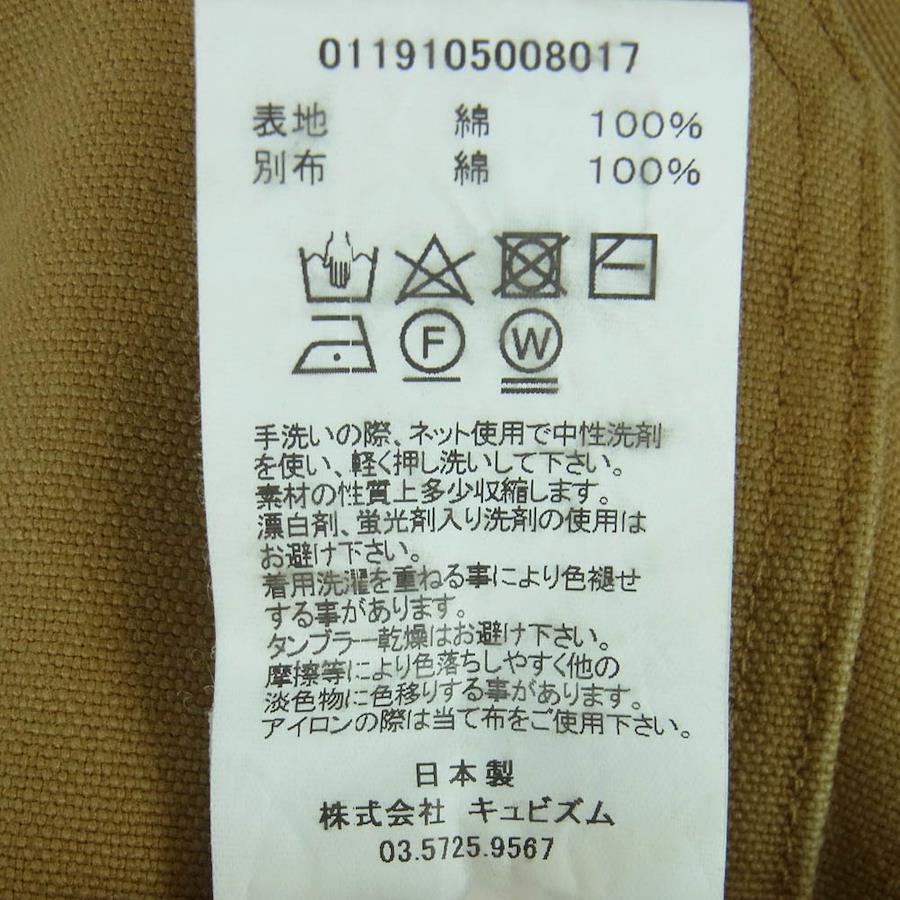 0119105008017
表地 綿 100%
別布 綿 100%
F W
手洗いの際、ネット使用で中性洗剤
を使い、軽く押し洗いして下さい。
素材の性質上多少収縮します。
漂白剤、蛍光剤入り洗剤の使用は
お避け下さい。
着用洗濯を重ねる事により色褪せ
する事があります。
タンブラー乾燥はお避け下さい。
摩擦等により色落ちしやすく他の
淡色物に色移りする事があります。
アイロンの際は当て布をご使用下さい。
日本製
株式会社 キュビズム
03.5725.9567